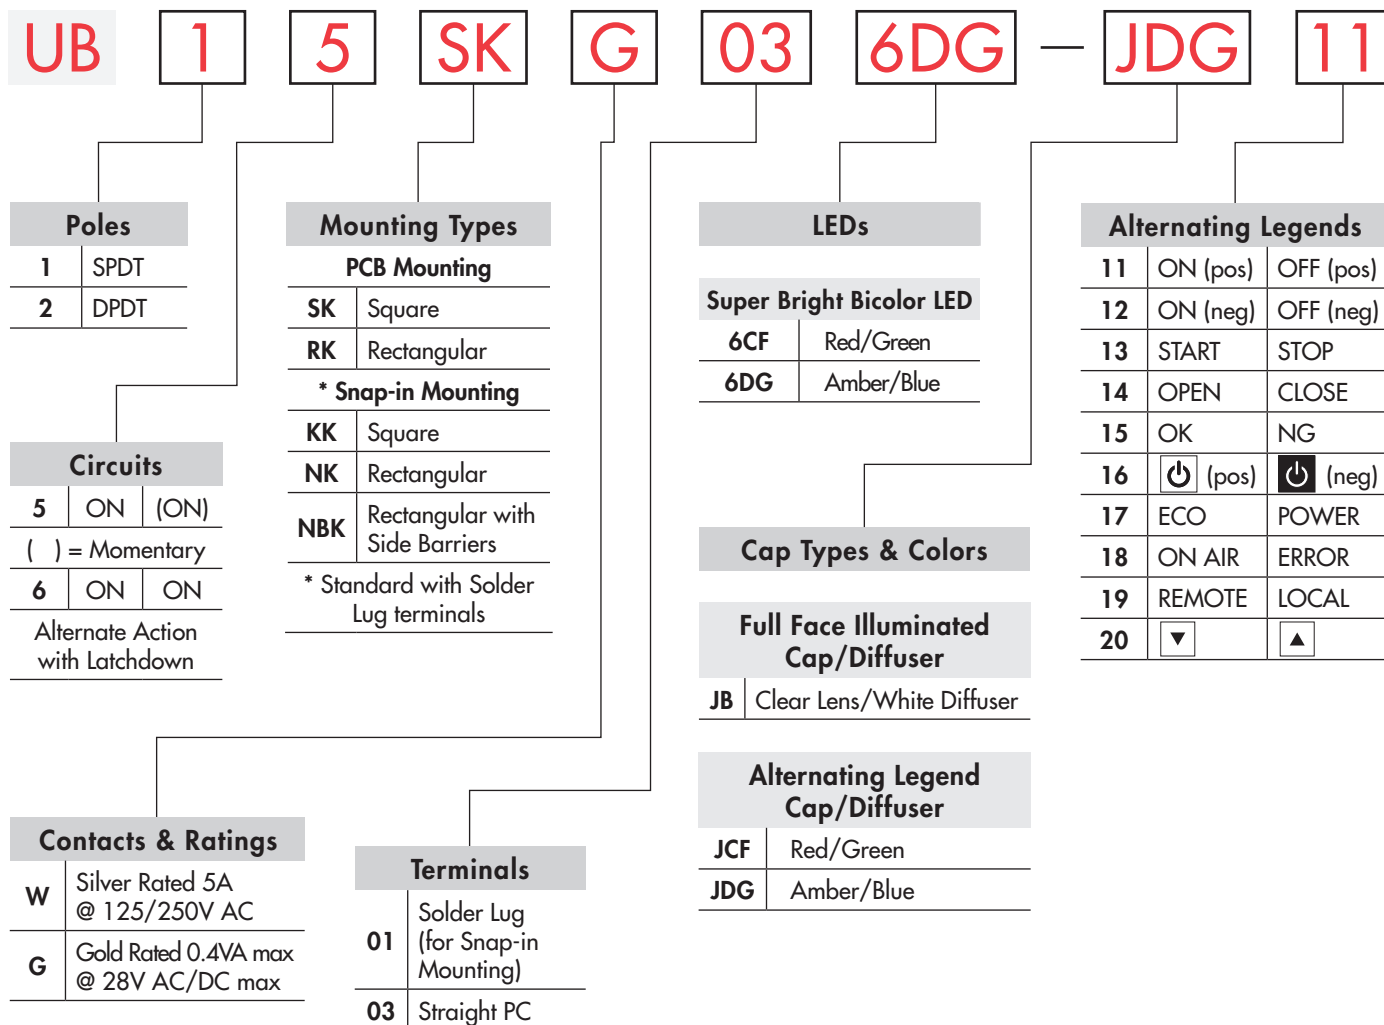 UB 1 5 SK G 03 6DG — JDG 11
Poles
1 SPDT
2 DPDT
Circuits
5 ON (ON)
( ) = Momentary
6 ON ON
Alternate Action
with Latchdown
Mounting Types
PCB Mounting
SK Square
RK Rectangular
* Snap-in Mounting
KK Square
NK Rectangular
NBK Rectangular with
Side Barriers
* Standard with Solder
Lug terminals
Contacts & Ratings
W Silver Rated 5A
@ 125/250V AC
G Gold Rated 0.4VA max
@ 28V AC/DC max
Terminals
01 Solder Lug
(for Snap-in
Mounting)
03 Straight PC
LEDs
Super Bright Bicolor LED
6CF Red/Green
6DG Amber/Blue
Cap Types & Colors
Full Face Illuminated
Cap/Diffuser
JB Clear Lens/White Diffuser
Alternating Legend
Cap/Diffuser
JCF Red/Green
JDG Amber/Blue
Alternating Legends
11 ON (pos) OFF (pos)
12 ON (neg) OFF (neg)
13 START STOP
14 OPEN CLOSE
15 OK NG
16 ⏻ (pos) ⏻ (neg)
17 ECO POWER
18 ON AIR ERROR
19 REMOTE LOCAL
20 ▼ ▲